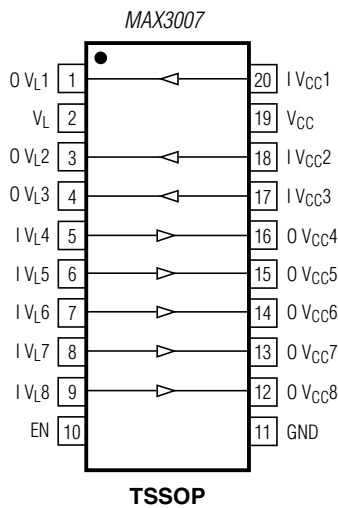 MAX3007
O VL1 1 20 I VCC1
VL 2 19 VCC
O VL2 3 18 I VCC2
O VL3 4 17 I VCC3
I VL4 5 16 O VCC4
I VL5 6 15 O VCC5
I VL6 7 14 O VCC6
I VL7 8 13 O VCC7
I VL8 9 12 O VCC8
EN 10 11 GND
TSSOP